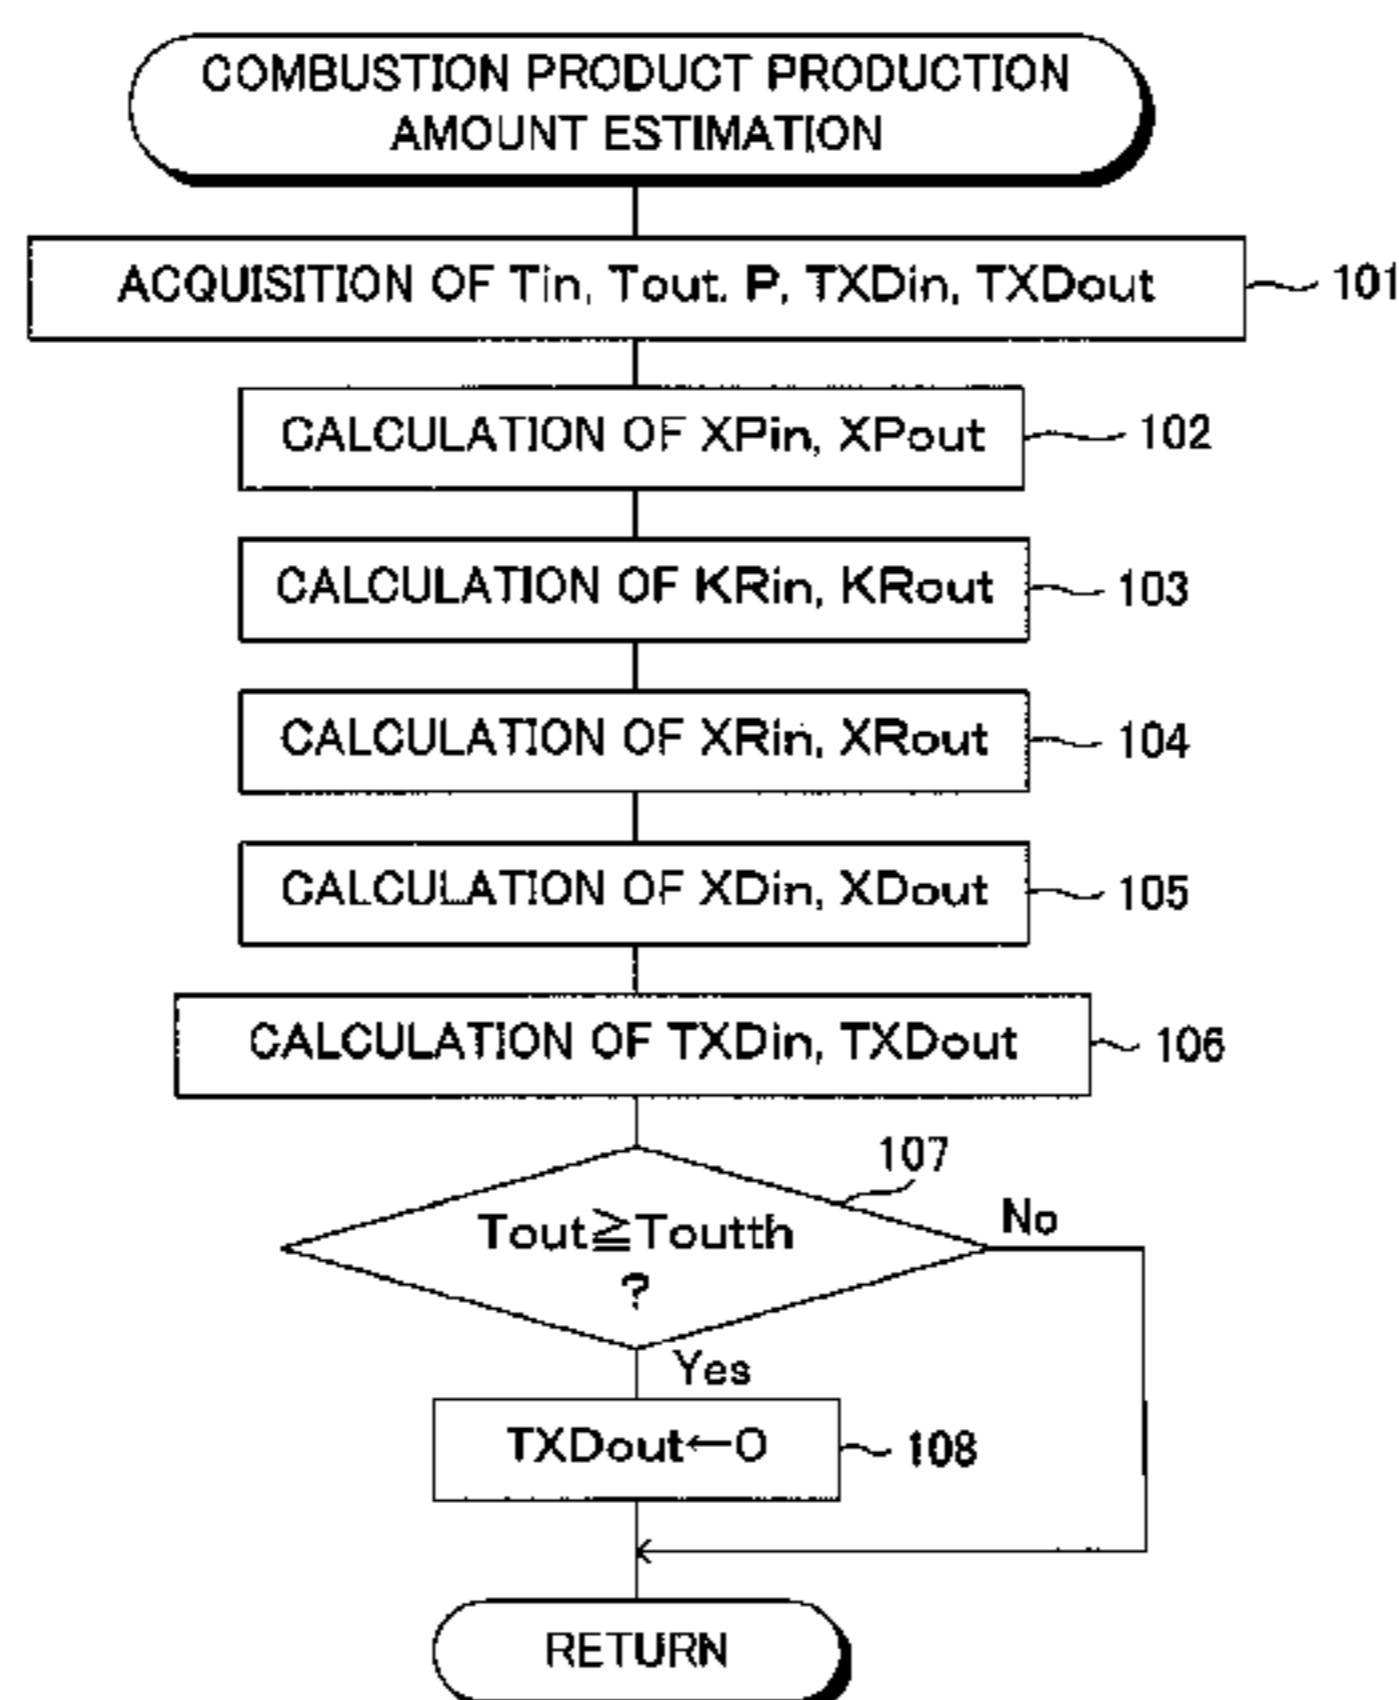 COMBUSTION PRODUCT PRODUCTION
AMOUNT ESTIMATION
ACQUISITION OF Tin, Tout, P, TXDin, TXDout
101
CALCULATION OF XPin, XPout
102
CALCULATION OF KRin, KRout
103
CALCULATION OF XRin, XRout
104
CALCULATION OF XDin, XDout
105
CALCULATION OF TXDin, TXDout
106
107
Tout≧Toutth
?
No
Yes
TXDout←0
108
RETURN